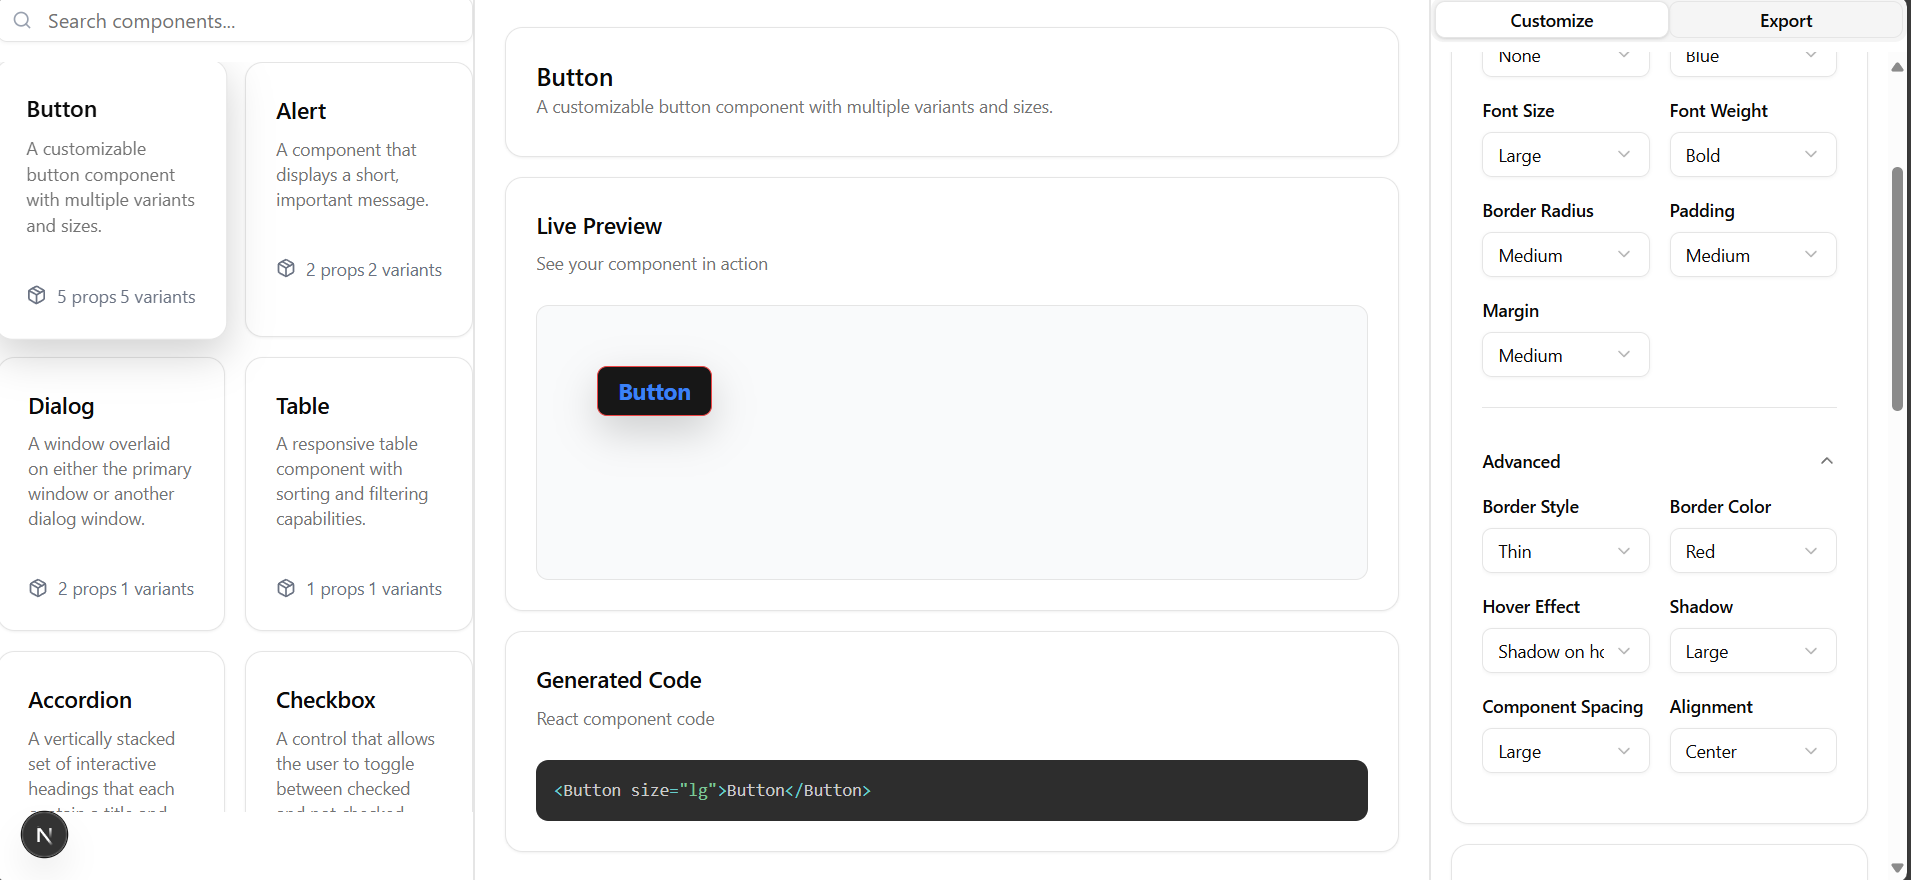 Search components...
Button
A customizable
button component
with multiple variants
and sizes.
5 props 5 variants
Alert
A component that
displays a short,
important message.
2 props 2 variants
Dialog
A window overlaid
on either the primary
window or another
dialog window.
2 props 1 variants
Table
A responsive table
component with
sorting and filtering
capabilities.
1 props 1 variants
Accordion
A vertically stacked
set of interactive
headings that each
contain a title and
Checkbox
A control that allows
the user to toggle
between checked
and not checked.
N
Button
A customizable button component with multiple variants and sizes.
Live Preview
See your component in action
Button
Generated Code
React component code
<Button size="lg">Button</Button>
Customize
Export
None
Blue
Font Size
Font Weight
Large
Bold
Border Radius
Padding
Medium
Medium
Margin
Medium
Advanced
Border Style
Border Color
Thin
Red
Hover Effect
Shadow
Shadow on ho
Large
Component Spacing
Alignment
Large
Center